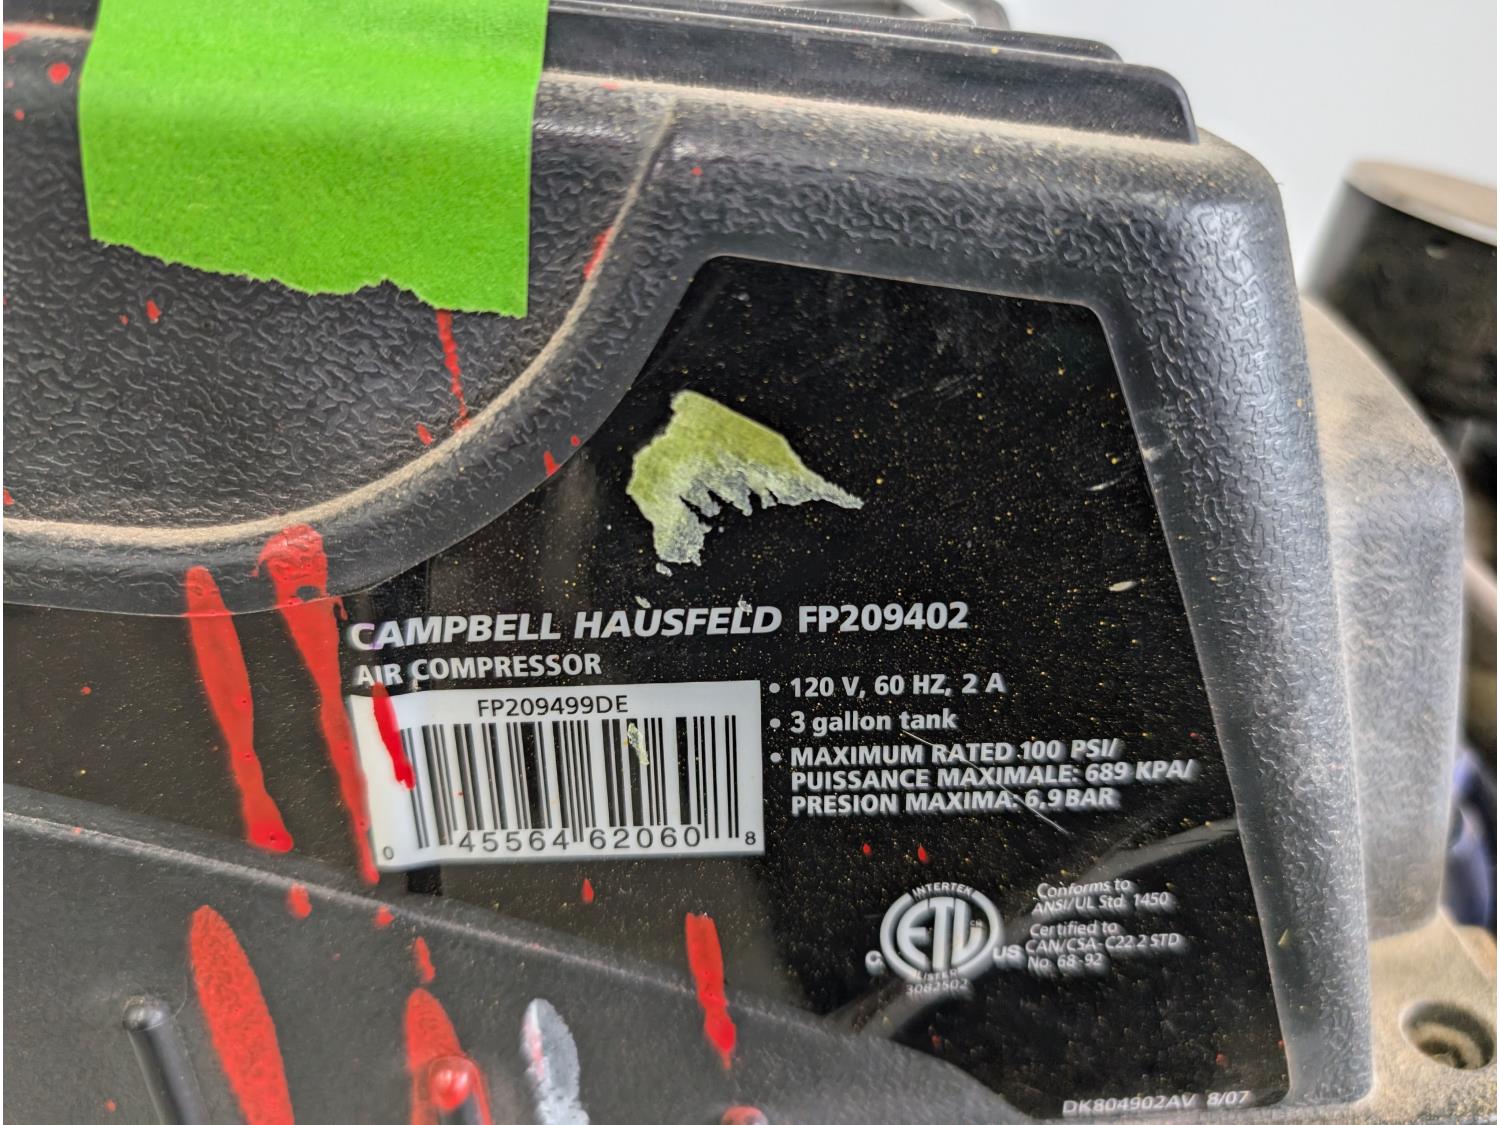 CAMPBELL HAUSFELD FP209402
AIR COMPRESSOR
FP209499DE
0 45564 62060 8
• 120 V, 60 HZ, 2 A
• 3 gallon tank
• MAXIMUM RATED 100 PSI/
PUISSANCE MAXIMALE: 689 KPA/
PRESION MAXIMA: 6,9 BAR
INTERTEK
ETL CM
C US
LISTED
3082502
Conforms to
ANSI/UL Std. 1450
Certified to
CAN/CSA-C22.2 STD
No. 68-92
DK804902AV 8/07